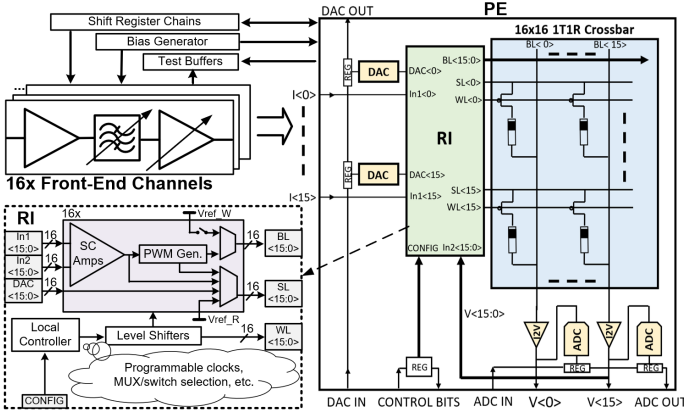 DAC OUT
PE
Shift Register Chains
Bias Generator
Test Buffers
...
16x Front-End Channels
I<0>
I<15>
REG
DAC
REG
DAC
DAC<0>
In1<0>
RI
DAC<15>
In1<15>
CONFIG
In2<15:0>
BL<15:0>
SL<0>
WL<0>
SL<15>
WL<15>
16x16 1T1R Crossbar
BL< 0>
BL< 15>
RI
16x
Vref_W
In1
<15:0>
16
In2
<15:0>
16
DAC
<15:0>
16
SC
Amps
PWM Gen.
16
BL
<15:0>
16
SL
<15:0>
Vref_R
Local
Controller
Level Shifters
16
WL
<15:0>
Programmable clocks,
MUX/switch selection, etc.
CONFIG
V<15:0>
I2V
ADC
I2V
ADC
REG
REG
REG
DAC IN
CONTROL BITS
ADC IN
V<0>
V<15>
ADC OUT